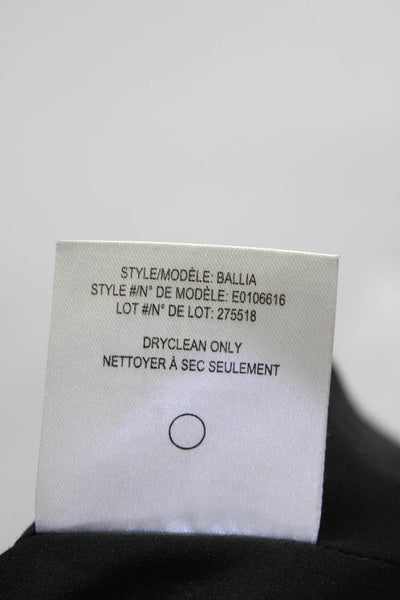 STYLE/MODÈLE: BALLIA
STYLE #/N° DE MODÈLE: E0106616
LOT #/N° DE LOT: 275518
DRYCLEAN ONLY
NETTOYER À SEC SEULEMENT